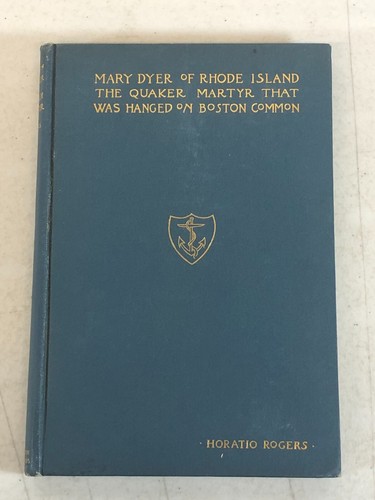 MARY DYER OF RHODE ISLAND
THE QUAKER MARTYR THAT
WAS HANGED ON BOSTON COMMON
· HORATIO ROGERS ·